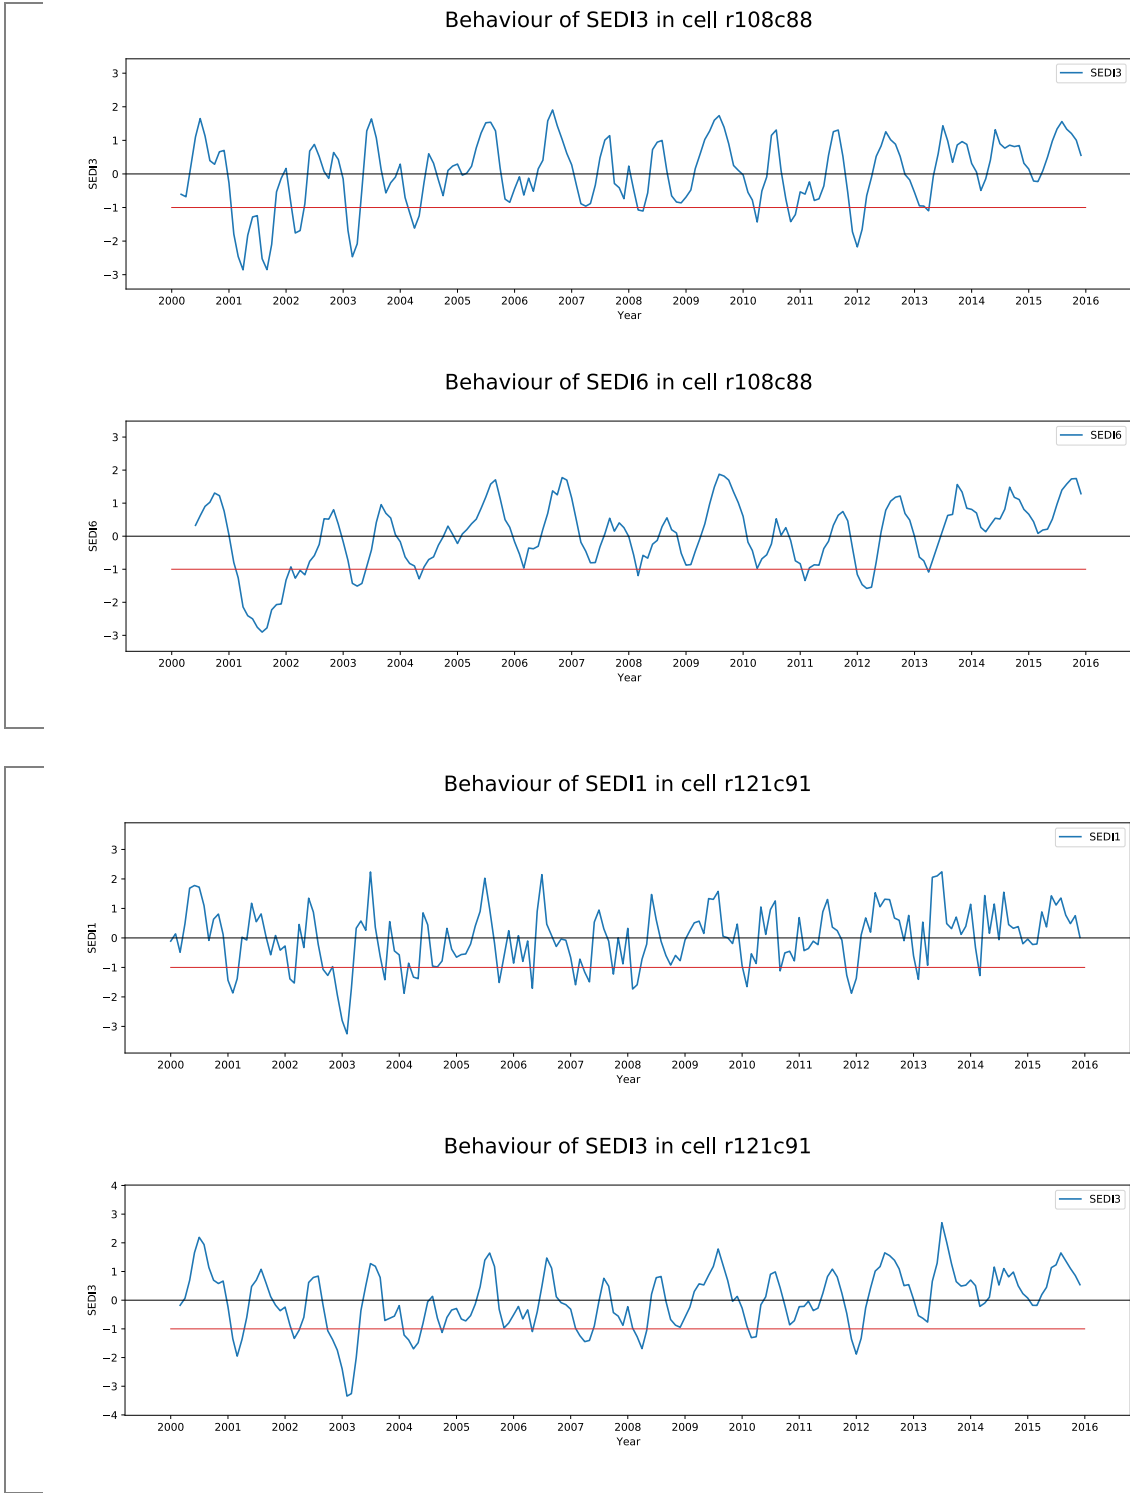 Behaviour of SEDI3 in cell r108c88
SEDI3
3
2
1
0
−1
−2
−3
SEDI3
2000 2001 2002 2003 2004 2005 2006 2007 2008 2009 2010 2011 2012 2013 2014 2015 2016
Year
Behaviour of SEDI6 in cell r108c88
SEDI6
3
2
1
0
−1
−2
−3
SEDI6
2000 2001 2002 2003 2004 2005 2006 2007 2008 2009 2010 2011 2012 2013 2014 2015 2016
Year
Behaviour of SEDI1 in cell r121c91
SEDI1
3
2
1
0
−1
−2
−3
SEDI1
2000 2001 2002 2003 2004 2005 2006 2007 2008 2009 2010 2011 2012 2013 2014 2015 2016
Year
Behaviour of SEDI3 in cell r121c91
SEDI3
4
3
2
1
0
−1
−2
−3
−4
SEDI3
2000 2001 2002 2003 2004 2005 2006 2007 2008 2009 2010 2011 2012 2013 2014 2015 2016
Year